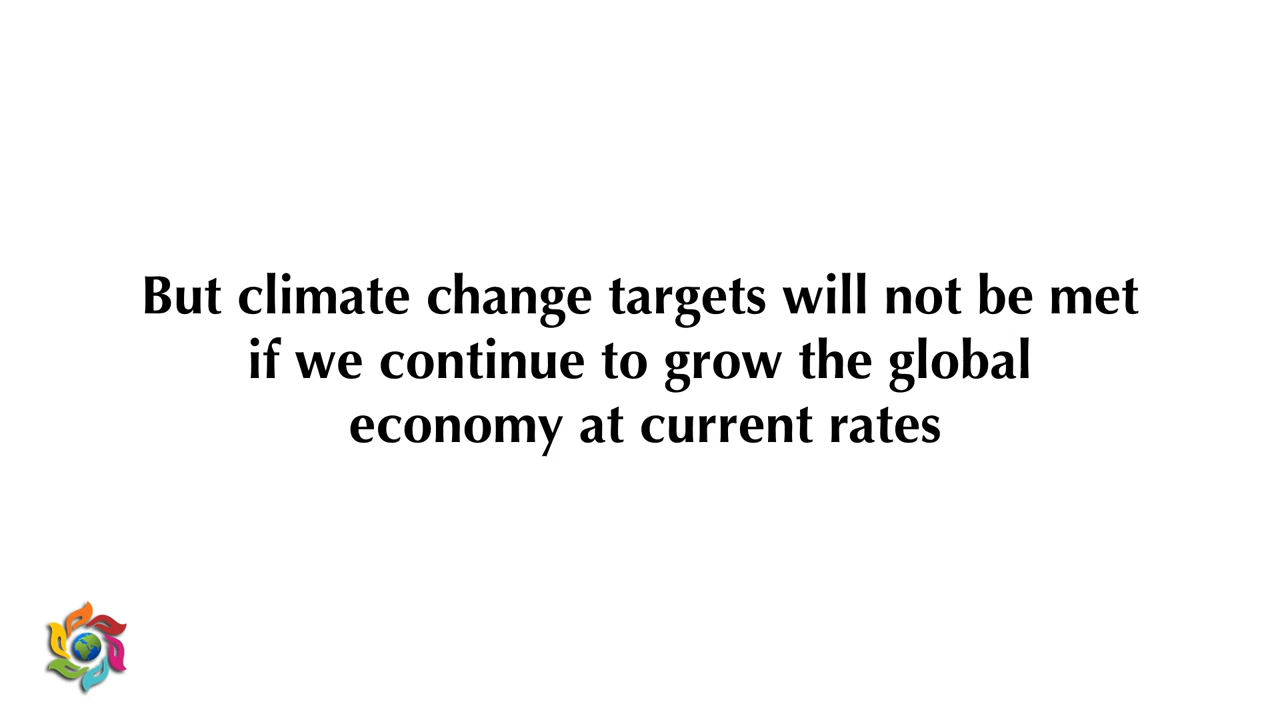 But climate change targets will not be met
if we continue to grow the global
economy at current rates